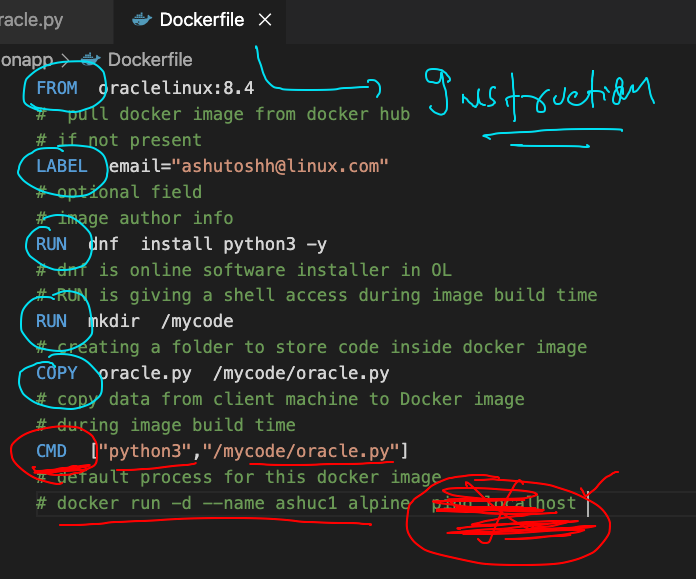 racle.py Dockerfile ×
onapp > Dockerfile
FROM oraclelinux:8.4
Instruction
#  pull docker image from docker hub
# if not present
LABEL email="ashutoshh@linux.com"
# optional field
# image author info
RUN dnf  install python3 -y
# dnf is online software installer in OL
# RUN is giving a shell access during image build time
RUN mkdir  /mycode
# creating a folder to store code inside docker image
COPY oracle.py  /mycode/oracle.py
# copy data from client machine to Docker image
# during image build time
CMD ["python3","/mycode/oracle.py"]
# default process for this docker image
# docker run -d --name ashuc1 alpine  ping localhost